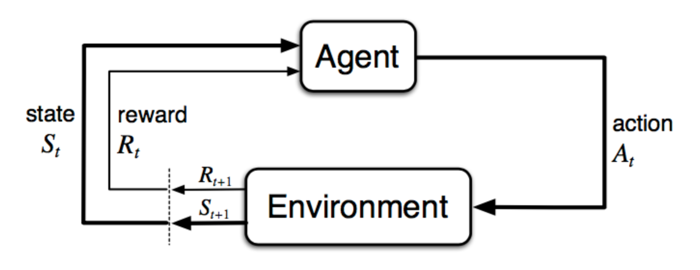 Agent
state
S_t
reward
R_t
action
A_t
R_{t+1}
S_{t+1}
Environment